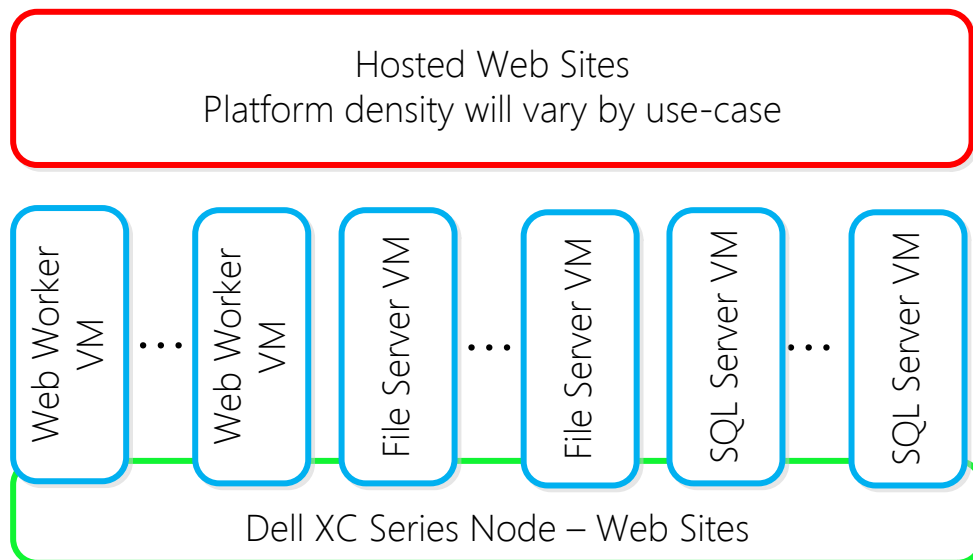 Hosted Web Sites
Platform density will vary by use-case
Web Worker
VM
...
Web Worker
VM
File Server VM
...
File Server VM
SQL Server VM
...
SQL Server VM
Dell XC Series Node – Web Sites